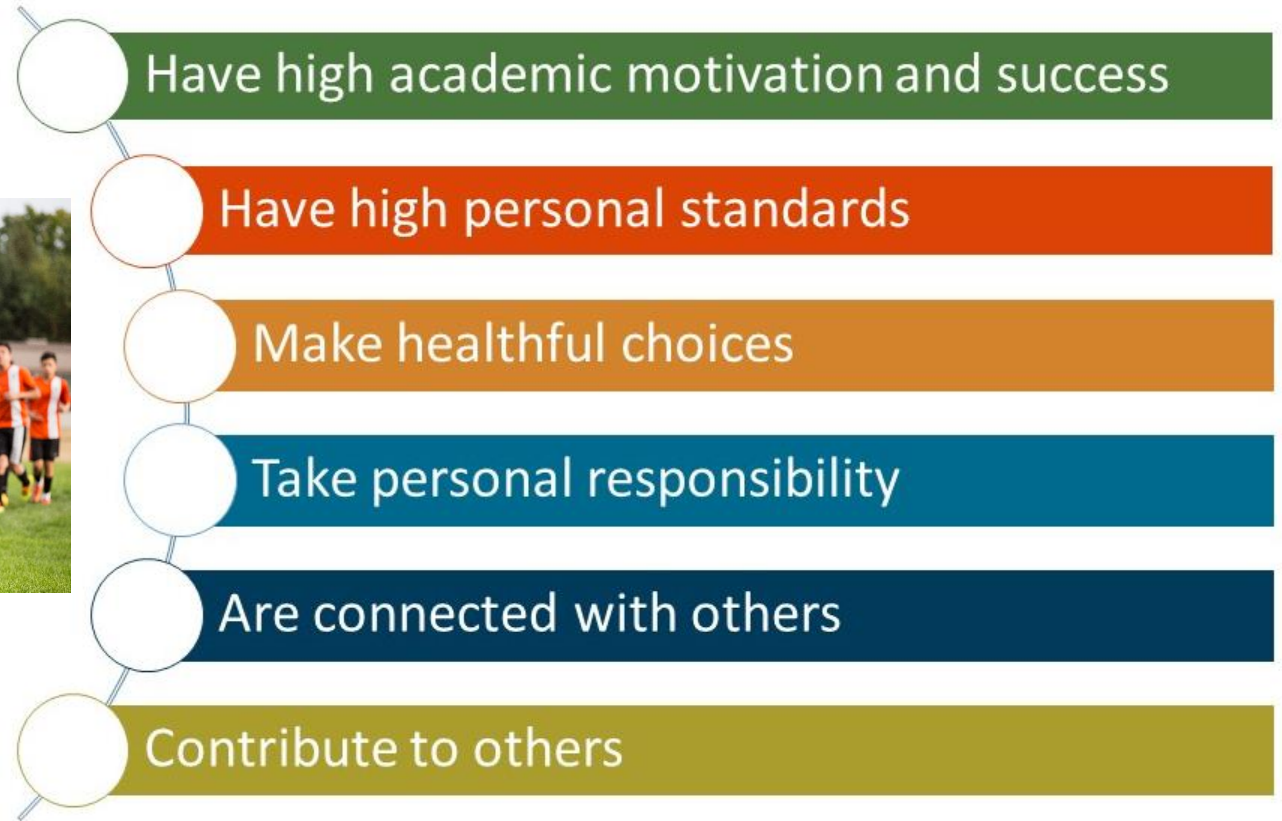 Have high academic motivation and success
Have high personal standards
Make healthful choices
Take personal responsibility
Are connected with others
Contribute to others